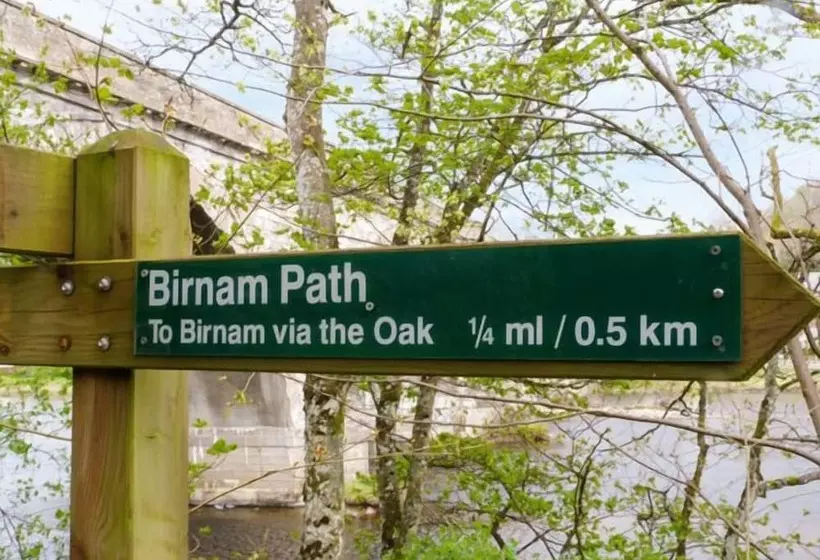 Birnam Path
To Birnam via the Oak ¼ ml / 0.5 km